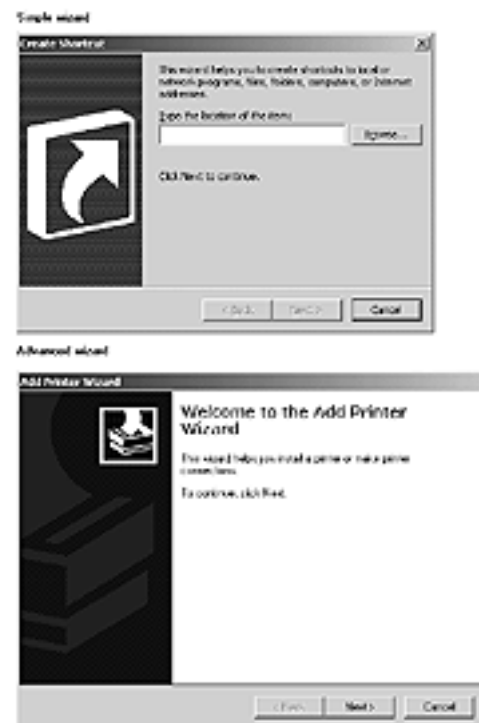 Simple wizard
Create Shortcut
This wizard helps you to create shortcuts to local or
network programs, files, folders, computers, or Internet
addresses.
Type the location of the item:
Browse...
Click Next to continue.
< Back
Next >
Cancel
Advanced wizard
Add Printer Wizard
Welcome to the Add Printer
Wizard
This wizard helps you install a printer or make printer
connections.
To continue, click Next.
< Back
Next >
Cancel